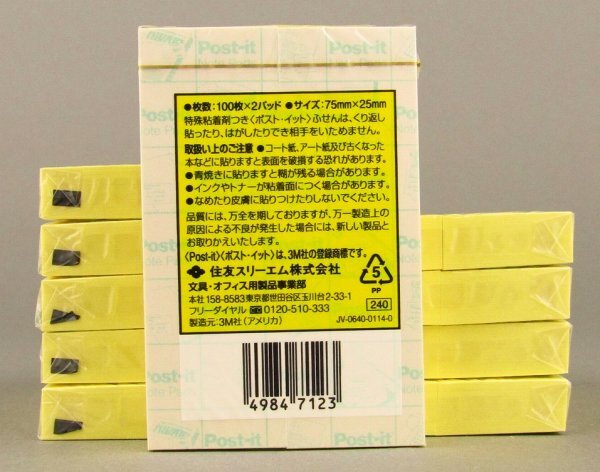 Post-it
●枚数:100枚×2パッド ●サイズ:75mm×25mm
特殊粘着剤つき〈ポスト・イット〉ふせんは、くり返し
貼ったり、はがしたりでき相手をいためません。
取扱い上のご注意 ●コート紙、アート紙及び古くなった
本などに貼りますと表面を破損する恐れがあります。
●青焼きに貼りますと糊が残る場合があります。
●インクやトナーが粘着面につく場合があります。
●なめたり皮膚に貼りつけたりしないでください。
品質には、万全を期しておりますが、万一製造上の
原因による不良が発生した場合には、新しい製品と
お取りかえいたします。
〈Post-it〉〈ポスト・イット〉は、3M社の登録商標です。
住友スリーエム株式会社
文具・オフィス用製品事業部
本社 158-8583東京都世田谷区玉川台2-33-1
フリーダイヤル 0120-510-333
製造元:3M社(アメリカ)
5
PP
240
JV-0640-0114-0
4984 7123
Post-it